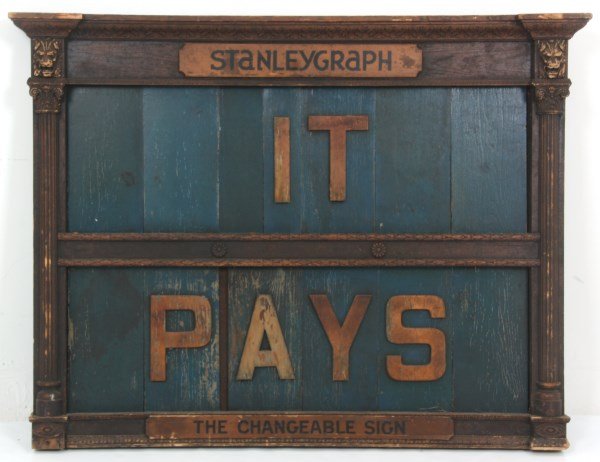 STANLEYGRAPH
IT
PAYS
THE CHANGEABLE SIGN